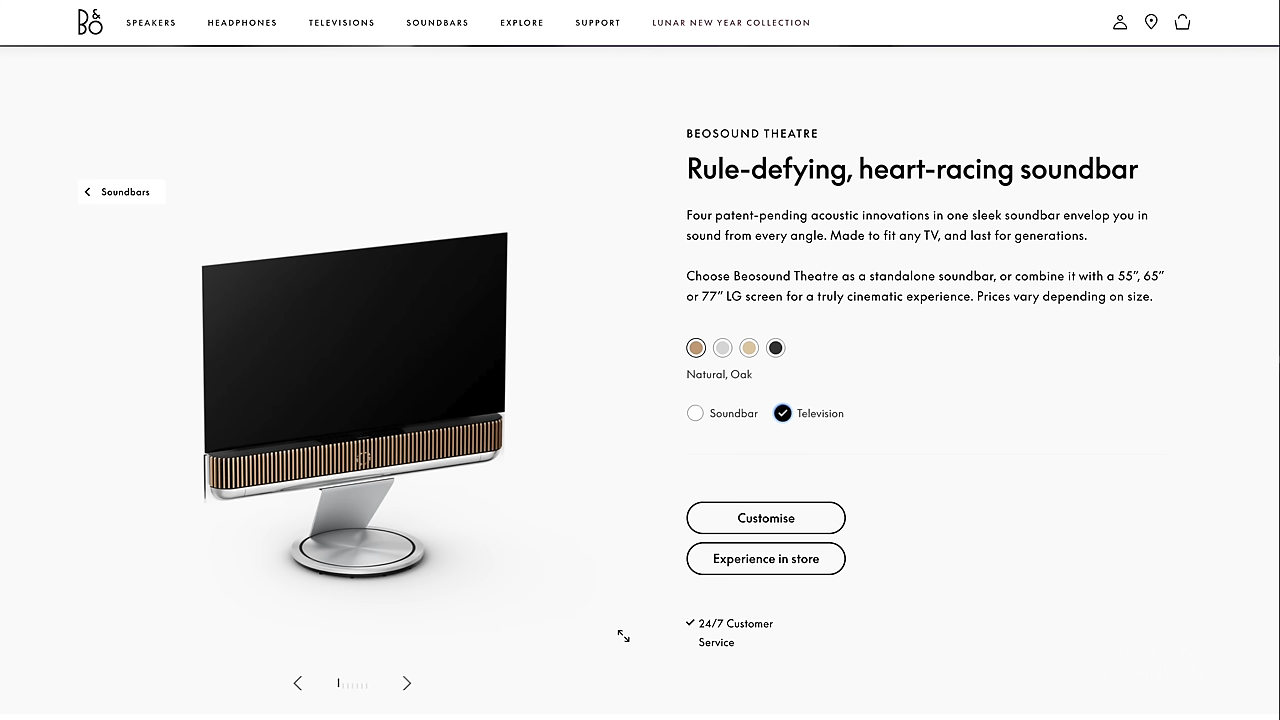 B&O
SPEAKERS
HEADPHONES
TELEVISIONS
SOUNDBARS
EXPLORE
SUPPORT
LUNAR NEW YEAR COLLECTION
Soundbars
BEOSOUND THEATRE
Rule-defying, heart-racing soundbar
Four patent-pending acoustic innovations in one sleek soundbar envelop you in
sound from every angle. Made to fit any TV, and last for generations.
Choose Beosound Theatre as a standalone soundbar, or combine it with a 55”, 65”
or 77” LG screen for a truly cinematic experience. Prices vary depending on size.
Natural, Oak
Soundbar
Television
Customise
Experience in store
24/7 Customer
Service